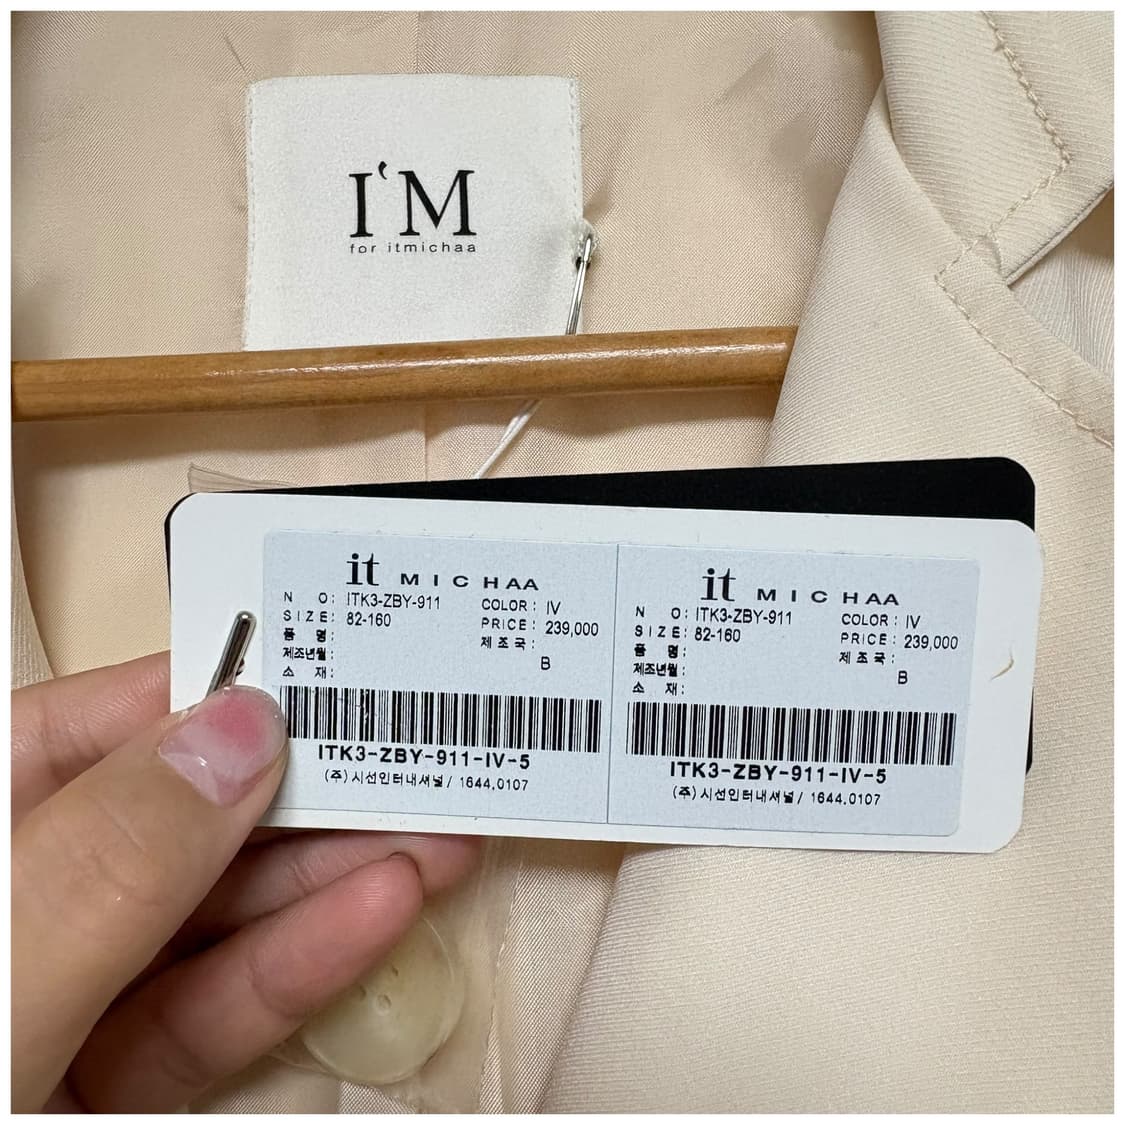 I'M
for itmichaa
it MICHAA
N O: ITK3-ZBY-911 COLOR: IV
SIZE: 82-160 PRICE: 239,000
품 명: 제조국:
제조년월: B
소 재:
ITK3-ZBY-911-IV-5
(주)시선인터내셔널/ 1644.0107
it MICHAA
N O: ITK3-ZBY-911 COLOR: IV
SIZE: 82-160 PRICE: 239,000
품 명: 제조국:
제조년월: B
소 재:
ITK3-ZBY-911-IV-5
(주)시선인터내셔널/ 1644.0107